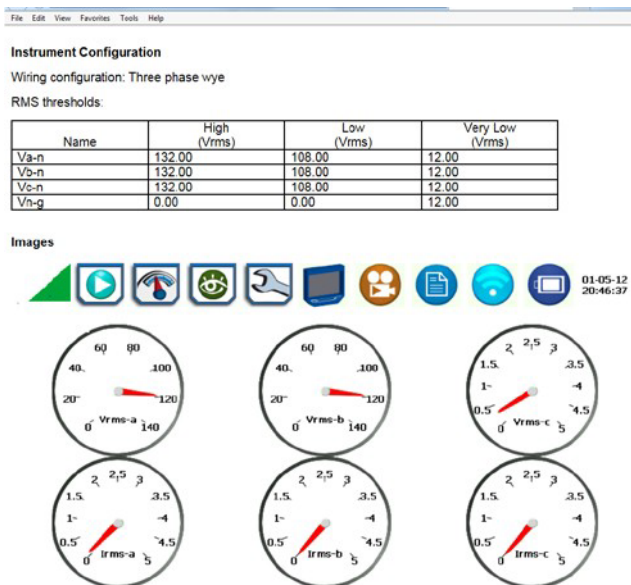 File Edit View Favorites Tools Help
Instrument Configuration
Wiring configuration: Three phase wye
RMS thresholds:
Name High (Vrms) Low (Vrms) Very Low (Vrms)
Va-n 132.00 108.00 12.00
Vb-n 132.00 108.00 12.00
Vc-n 132.00 108.00 12.00
Vn-g 0.00 0.00 12.00
Images
01-05-12
20:46:37
0 20 40 60 80 100 120 140 Vrms-a
0 20 40 60 80 100 120 140 Vrms-b
0 0.5 1 1.5 2 2.5 3 3.5 4 4.5 5 Vrms-c
0 0.5 1 1.5 2 2.5 3 3.5 4 4.5 5 Irms-a
0 0.5 1 1.5 2 2.5 3 3.5 4 4.5 5 Irms-b
0 0.5 1 1.5 2 2.5 3 3.5 4 4.5 5 Irms-c